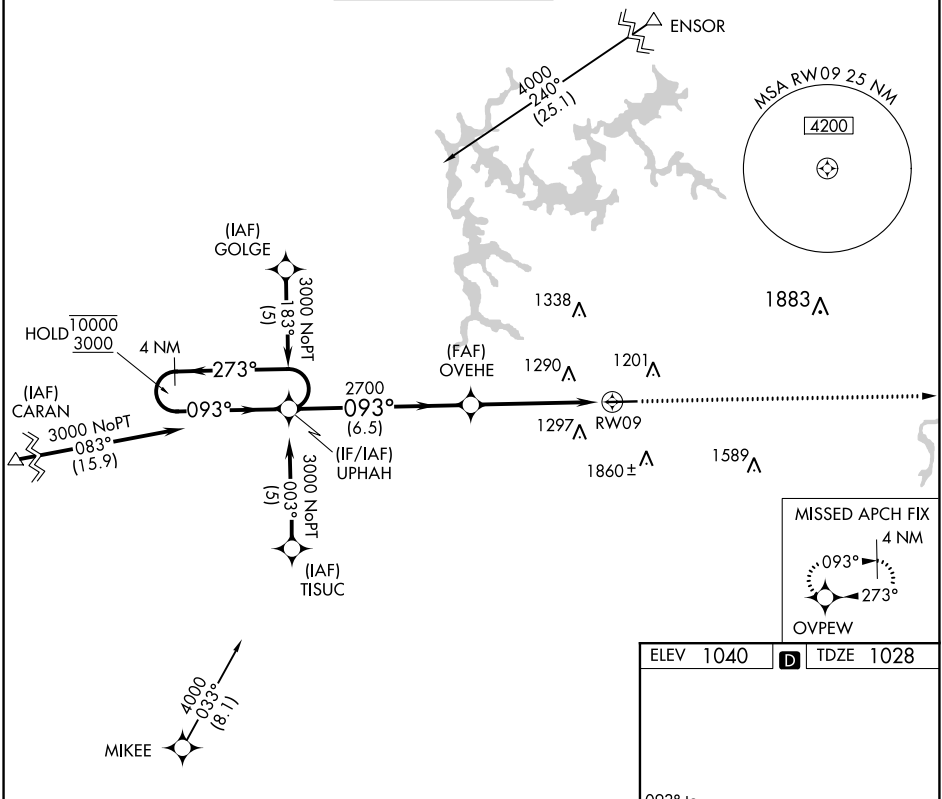 ENSOR
4000
240°
(25.1)
MSA RW09 25 NM
4200
(IAF)
GOLGE
3000 NoPT
183°
(5)
HOLD 10000
3000
4 NM
273°
093°
(IAF)
CARAN
3000 NoPT
083°
(15.9)
2700
093°
(6.5)
(IF/IAF)
UPHAH
(FAF)
OVEHE
1338
1883
1290
1201
1297
RW09
1860 ±
1589
3000 NoPT
003°
(5)
(IAF)
TISUC
MISSED APCH FIX
4 NM
093°
273°
OVPEW
4000
033°
(8.1)
MIKEE
ELEV 1040 D TDZE 1028